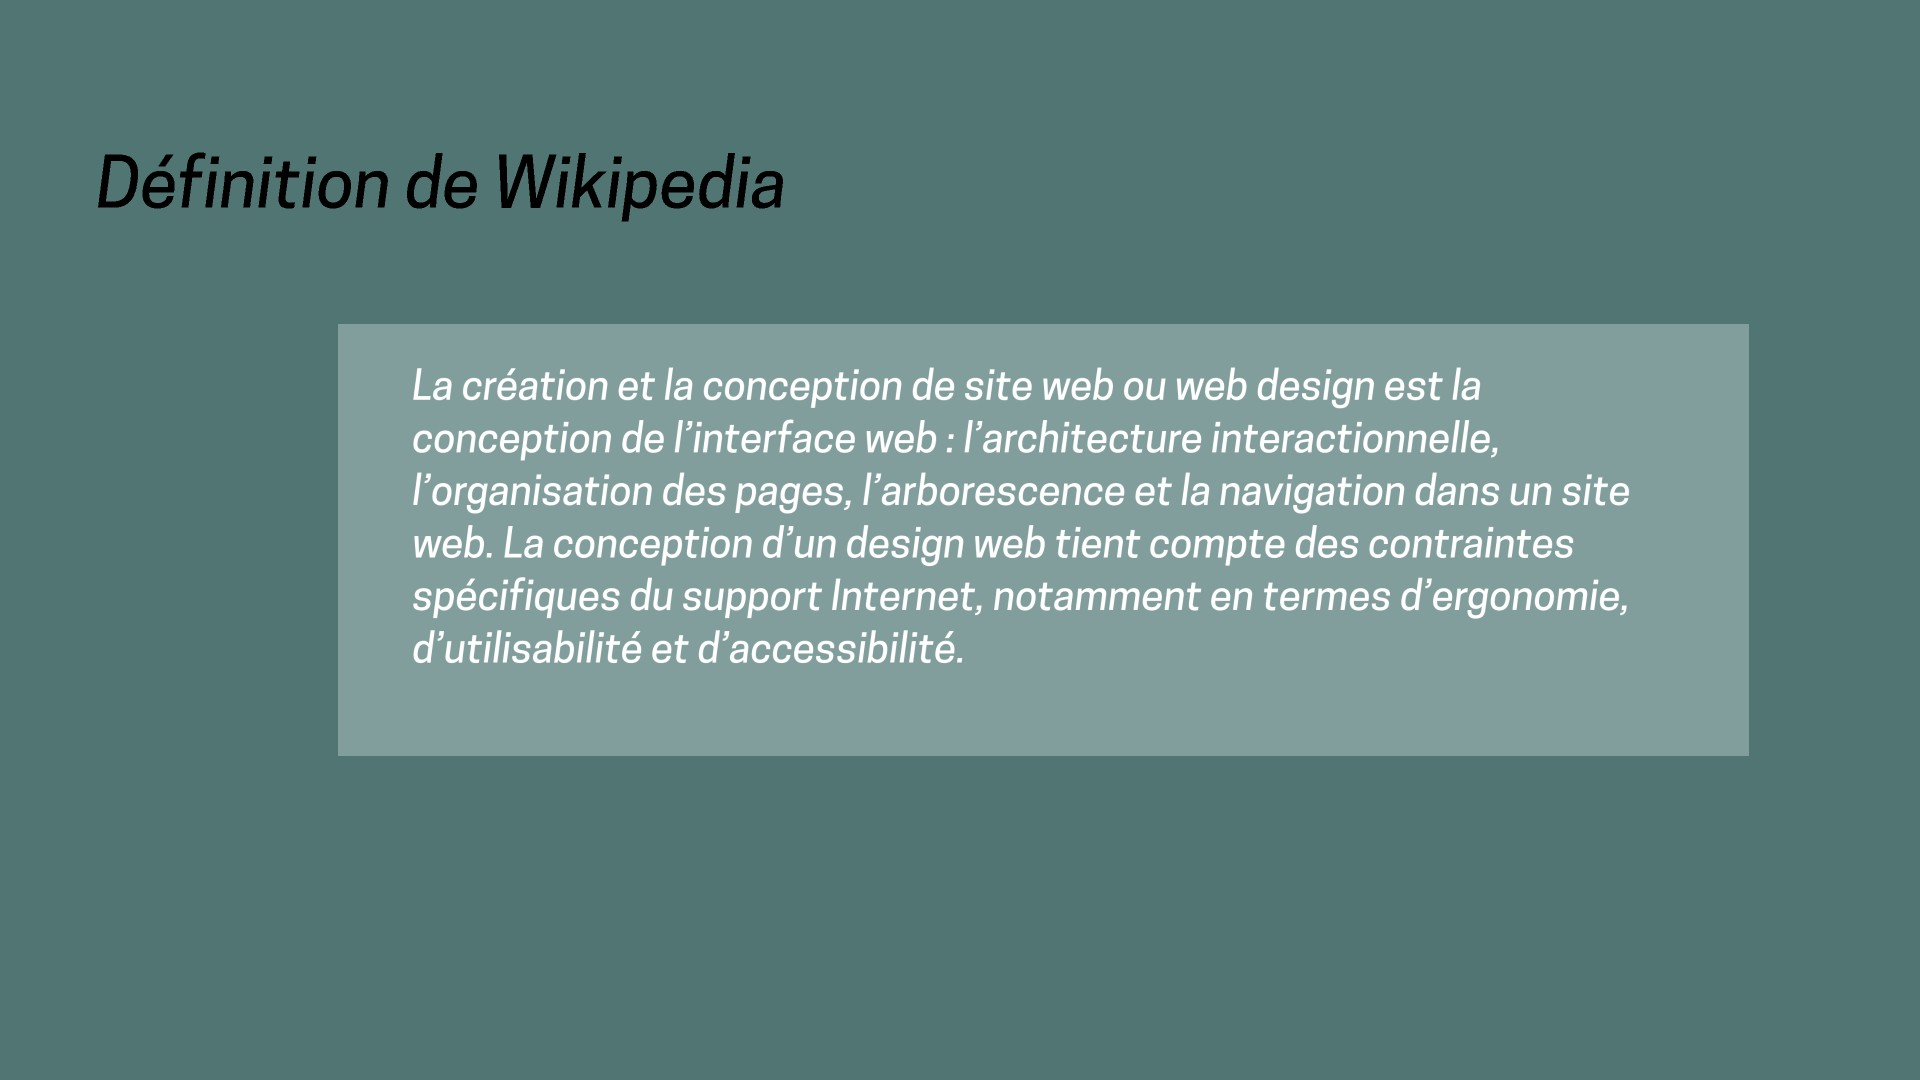 Définition de Wikipedia
La création et la conception de site web ou web design est la
conception de l’interface web : l’architecture interactionnelle,
l’organisation des pages, l’arborescence et la navigation dans un site
web. La conception d’un design web tient compte des contraintes
spécifiques du support Internet, notamment en termes d’ergonomie,
d’utilisabilité et d’accessibilité.